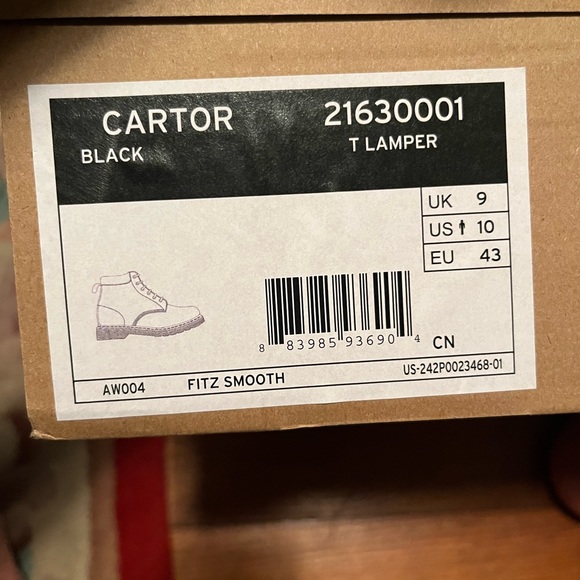 CARTOR 21630001
BLACK T LAMPER
UK 9
US 10
EU 43
8 83985 93690 4 CN
AW004 FITZ SMOOTH US-242P0023468-01